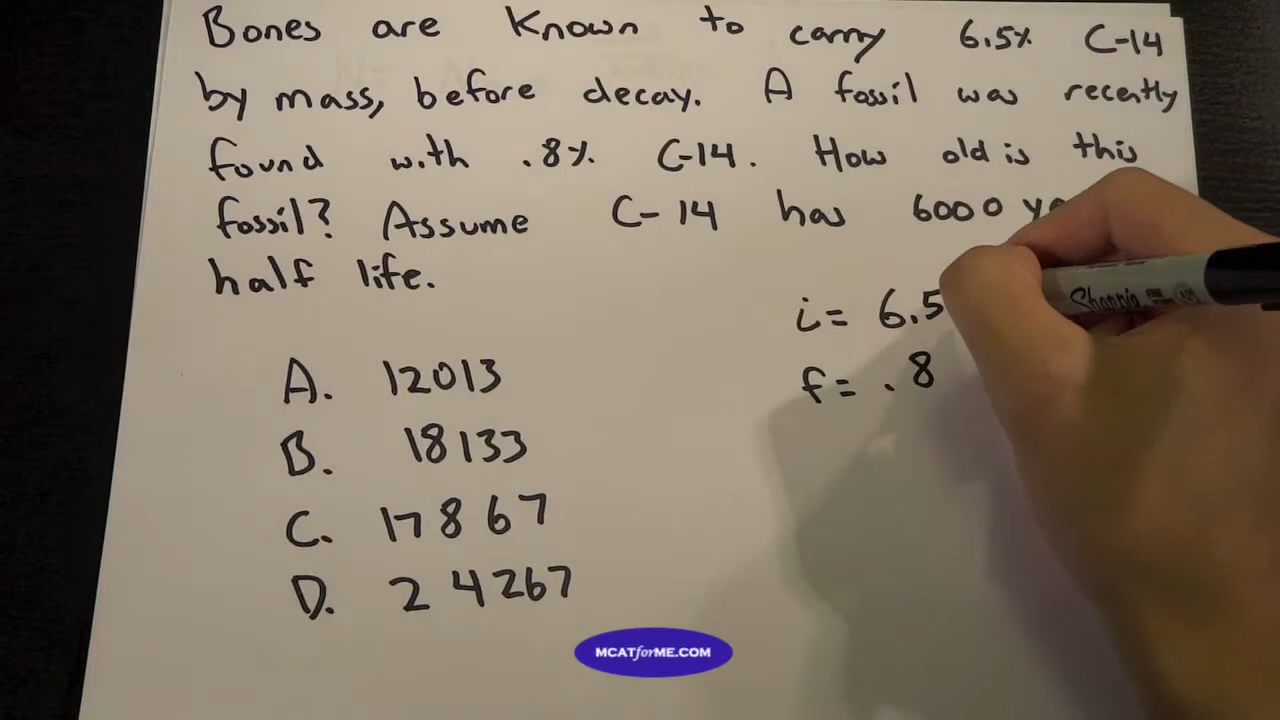 Bones are known to carry 6.5% C-14
by mass, before decay. A fossil was recently
found with .8% C-14. How old is this
fossil? Assume C-14 has 6000
half life.
i= 6.5
f= .8
A. 12013
B. 18133
C. 17867
D. 24267
Sharpie
MCATforME.COM